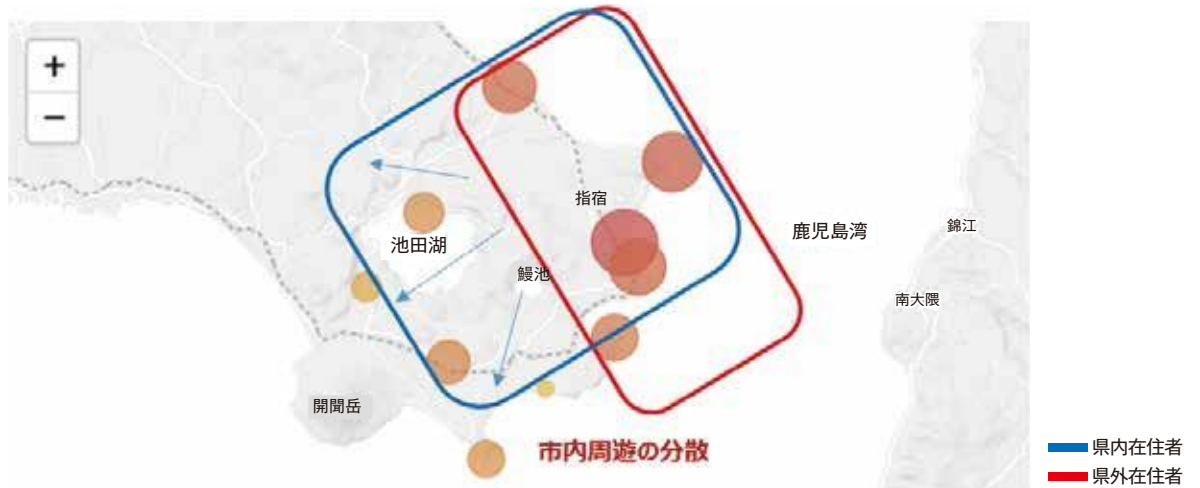 +
−
指宿
池田湖
鹿児島湾
錦江
鰻池
南大隈
開聞岳
市内周遊の分散
県内在住者
県外在住者